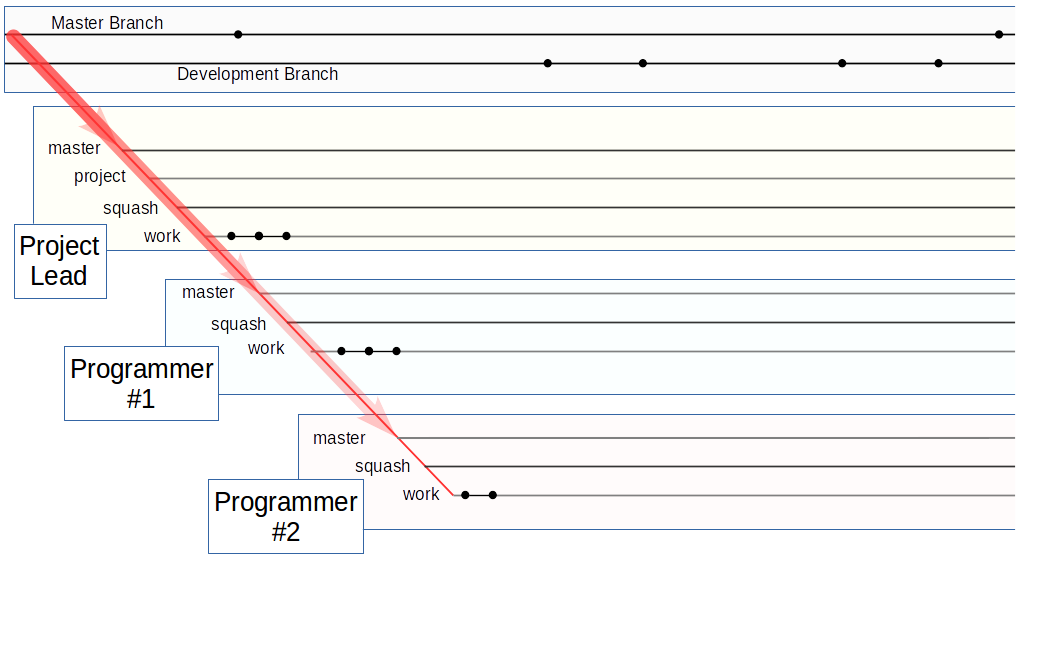 Master Branch
Development Branch
master
project
squash
work
Project
Lead
master
squash
work
Programmer
#1
master
squash
work
Programmer
#2